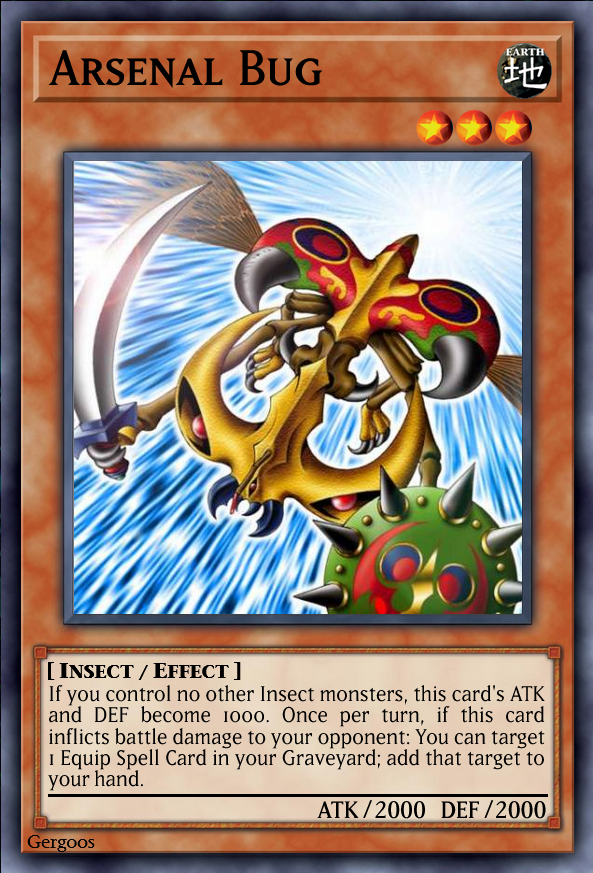 Arsenal Bug
EARTH
地
[ Insect / Effect ]
If you control no other Insect monsters, this card's ATK
and DEF become 1000. Once per turn, if this card
inflicts battle damage to your opponent: You can target
1 Equip Spell Card in your Graveyard; add that target to
your hand.
ATK / 2000 DEF / 2000
Gergoos